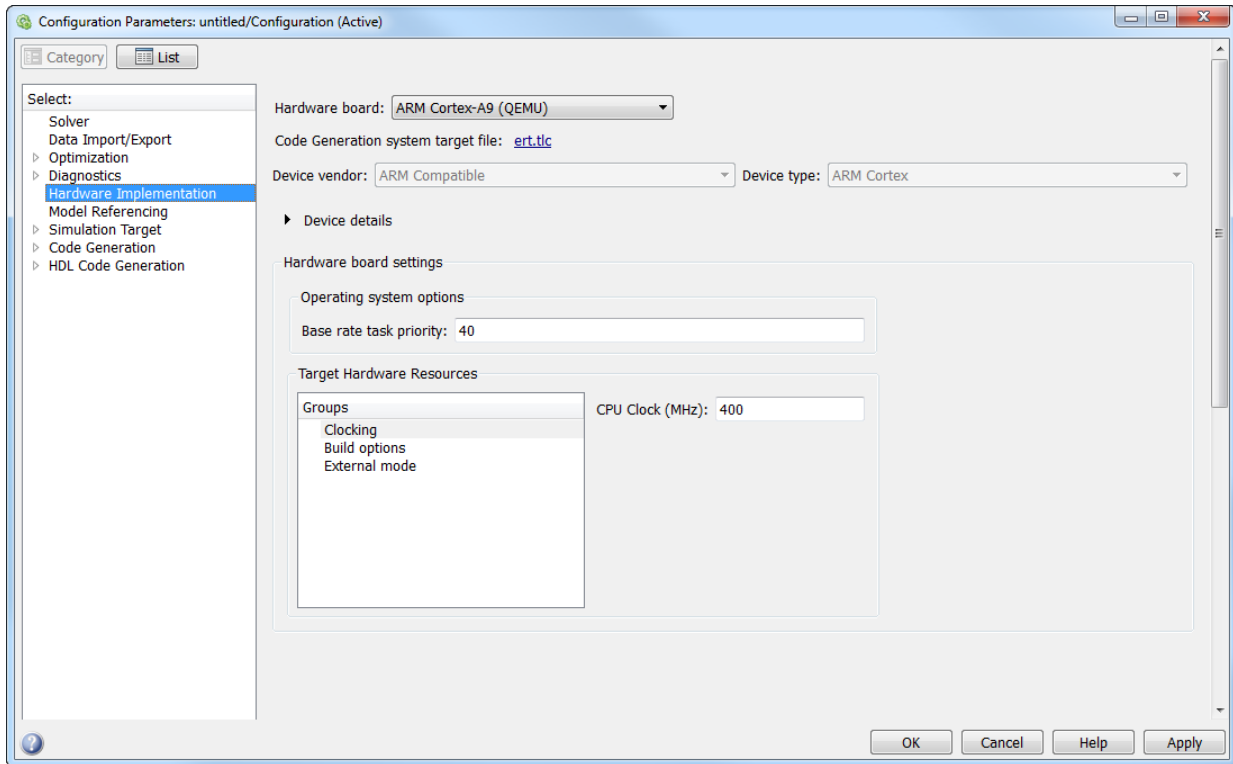 Configuration Parameters: untitled/Configuration (Active)
Category List
Select:
Solver
Data Import/Export
Optimization
Diagnostics
Hardware Implementation
Model Referencing
Simulation Target
Code Generation
HDL Code Generation
Hardware board: ARM Cortex-A9 (QEMU)
Code Generation system target file: ert.tlc
Device vendor: ARM Compatible Device type: ARM Cortex
Device details
Hardware board settings
Operating system options
Base rate task priority: 40
Target Hardware Resources
Groups
Clocking
Build options
External mode
CPU Clock (MHz): 400
OK Cancel Help Apply